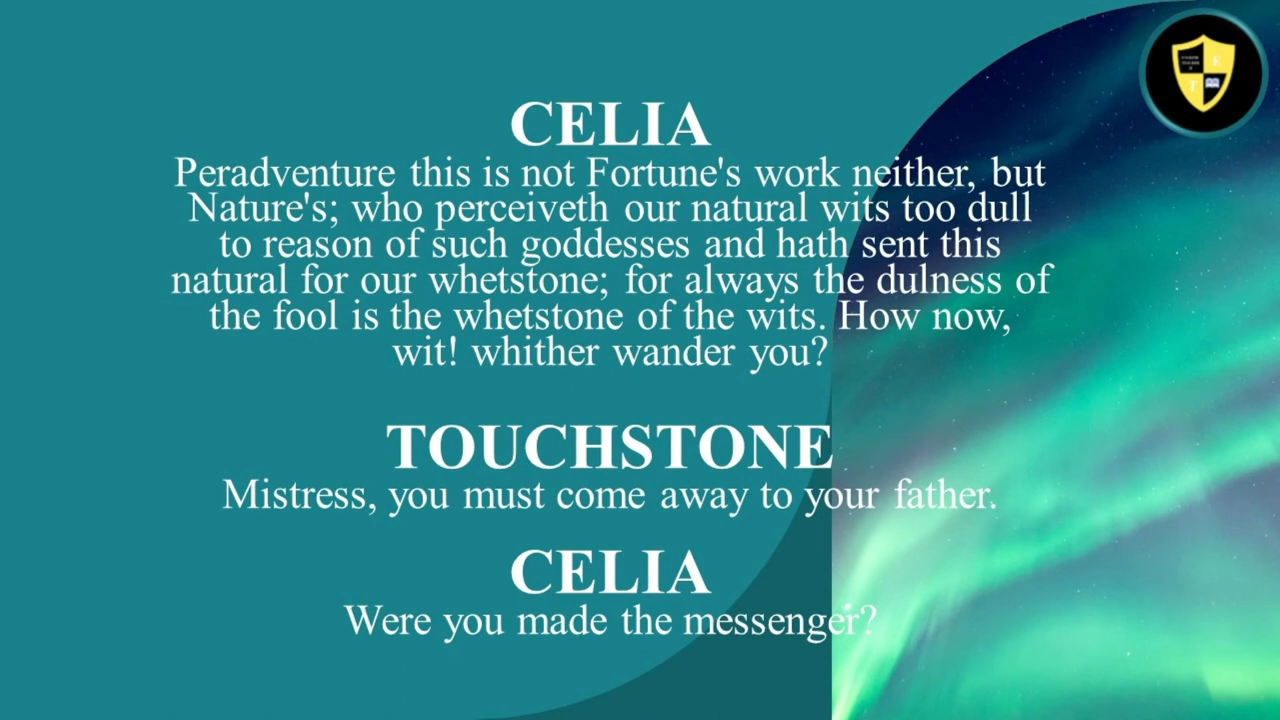 CELIA
Peradventure this is not Fortune's work neither, but
Nature's; who perceiveth our natural wits too dull
to reason of such goddesses and hath sent this
natural for our whetstone; for always the dulness of
the fool is the whetstone of the wits. How now,
wit! whither wander you?
TOUCHSTONE
Mistress, you must come away to your father.
CELIA
Were you made the messenger?
E
T